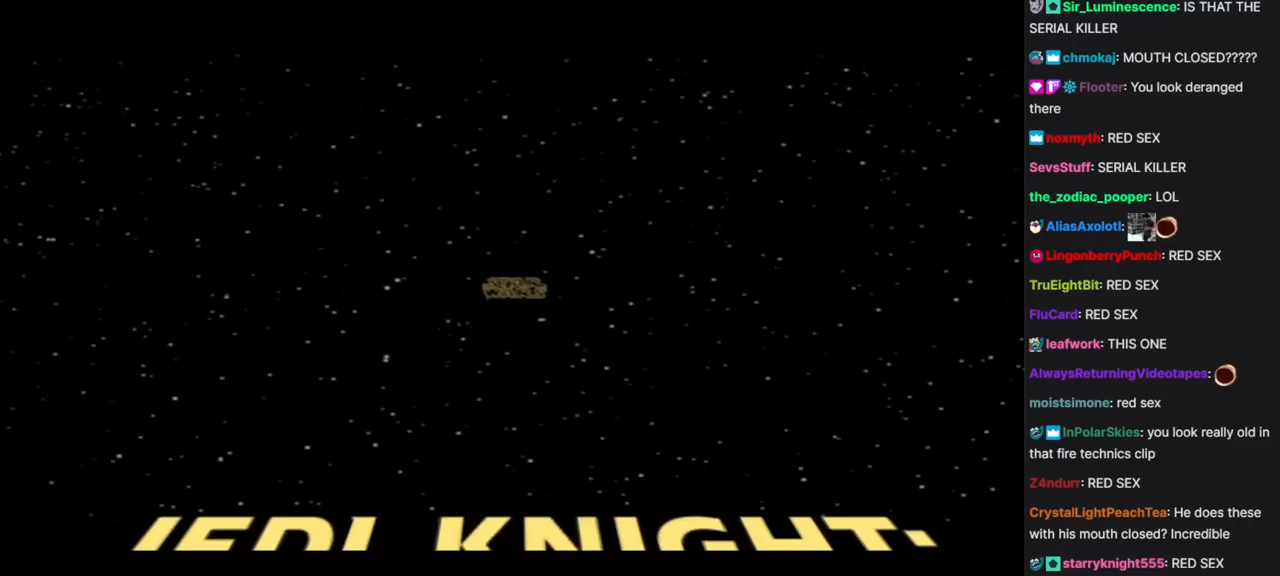 JEDI KNIGHT:
Sir_Luminescence: IS THAT THE
SERIAL KILLER
chmokaj: MOUTH CLOSED?????
Flooter: You look deranged
there
noxmyth: RED SEX
SevsStuff: SERIAL KILLER
the_zodiac_pooper: LOL
AliasAxolotl:
LingonberryPunch: RED SEX
TruEightBit: RED SEX
FluCard: RED SEX
leafwork: THIS ONE
AlwaysReturningVideotapes:
moistsimone: red sex
InPolarSkies: you look really old in
that fire technics clip
Z4ndurr: RED SEX
CrystalLightPeachTea: He does these
with his mouth closed? Incredible
starryknight555: RED SEX